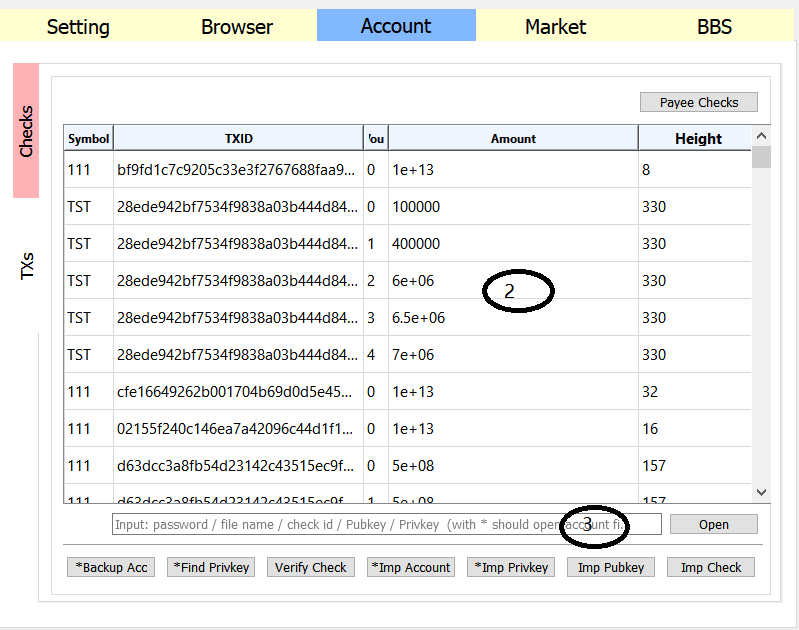 Setting Browser Account Market BBS
Checks
TXs
Payee Checks
Symbol TXID Vou Amount Height
111 bf9fd1c7c9205c33e3f2767688faa9... 0 1e+13 8
TST 28ede942bf7534f9838a03b444d84... 0 100000 330
TST 28ede942bf7534f9838a03b444d84... 1 400000 330
TST 28ede942bf7534f9838a03b444d84... 2 6e+06 330
2
TST 28ede942bf7534f9838a03b444d84... 3 6.5e+06 330
TST 28ede942bf7534f9838a03b444d84... 4 7e+06 330
111 cfe16649262b001704b69d0d5e45... 0 1e+13 32
111 02155f240c146ea7a42096c44d1f1... 0 1e+13 16
111 d63dcc3a8fb54d23142c43515ec9f... 0 5e+08 157
111 d63dcc3a8fb54d23142c43515ec9f... 1 5e+08 157
Input: password / file name / check id / Pubkey / Privkey (with * should open account fi... Open
3
*Backup Acc *Find Privkey Verify Check *Imp Account *Imp Privkey Imp Pubkey Imp Check